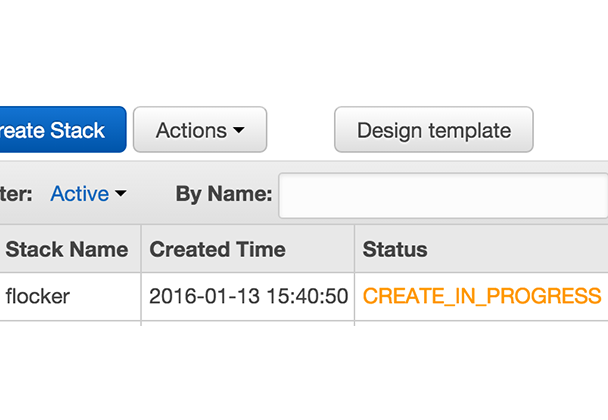 reate Stack Actions Design template
ter: Active By Name:
Stack Name Created Time Status
flocker 2016-01-13 15:40:50 CREATE_IN_PROGRESS